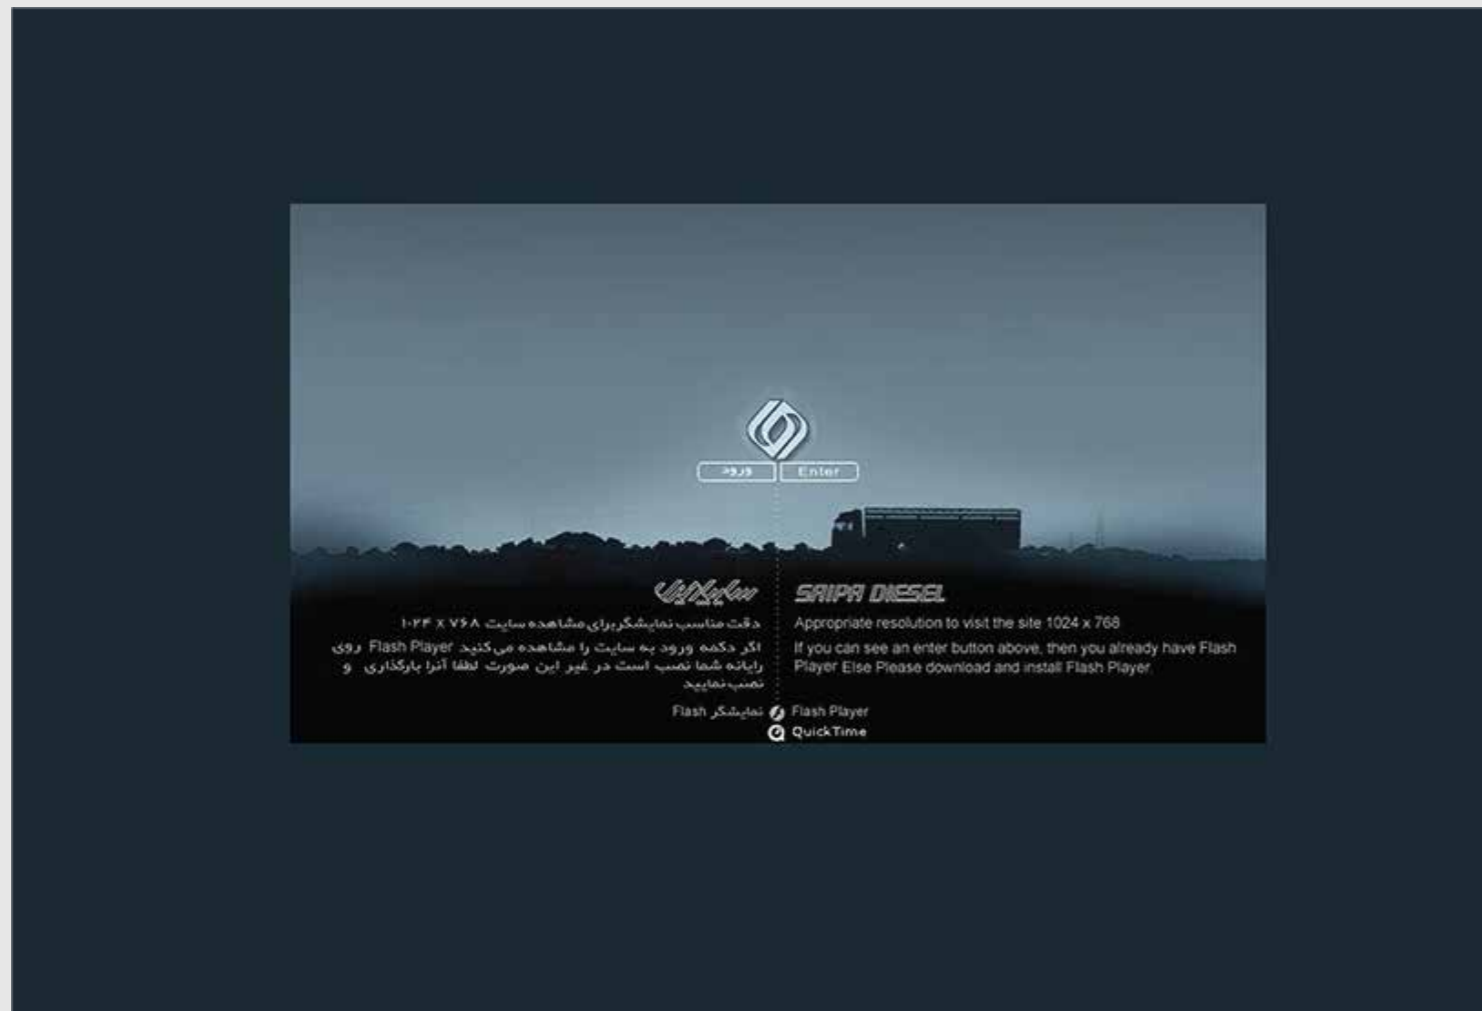 ورود
Enter
سایپا دیزل
دقت مناسب نمایشگر برای مشاهده سایت ۷۶۸ x ۱۰۲۴
اگر دکمه ورود به سایت را مشاهده می‌کنید Flash Player روی
رایانه شما نصب است در غیر این صورت لطفا آنرا بارگذاری و
نصب نمایید
نمایشگر Flash
SAIPA DIESEL
Appropriate resolution to visit the site 1024 x 768
If you can see an enter button above, then you already have Flash
Player Else Please download and install Flash Player.
Flash Player
QuickTime